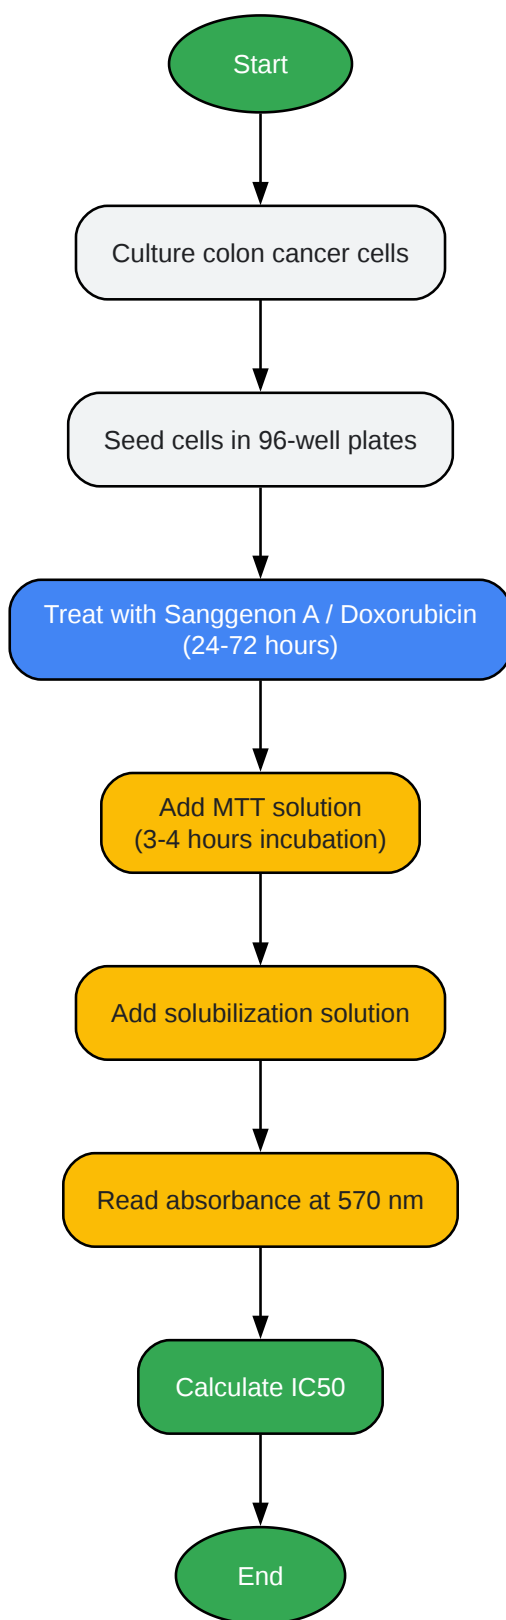 Start
Culture colon cancer cells
Seed cells in 96-well plates
Treat with Sanggenon A / Doxorubicin
(24-72 hours)
Add MTT solution
(3-4 hours incubation)
Add solubilization solution
Read absorbance at 570 nm
Calculate IC50
End